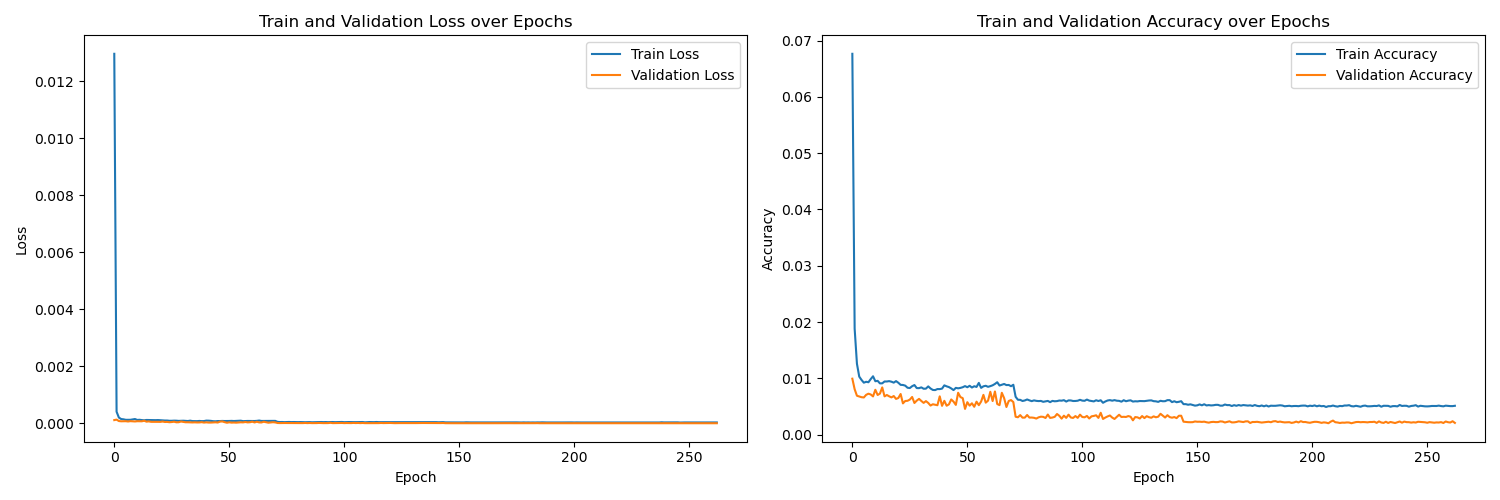 Train and Validation Loss over Epochs
Train Loss
Validation Loss
0.012
0.010
0.008
0.006
0.004
0.002
0.000
Loss
0
50
100
150
200
250
Epoch
Train and Validation Accuracy over Epochs
Train Accuracy
Validation Accuracy
0.07
0.06
0.05
0.04
0.03
0.02
0.01
0.00
Accuracy
0
50
100
150
200
250
Epoch